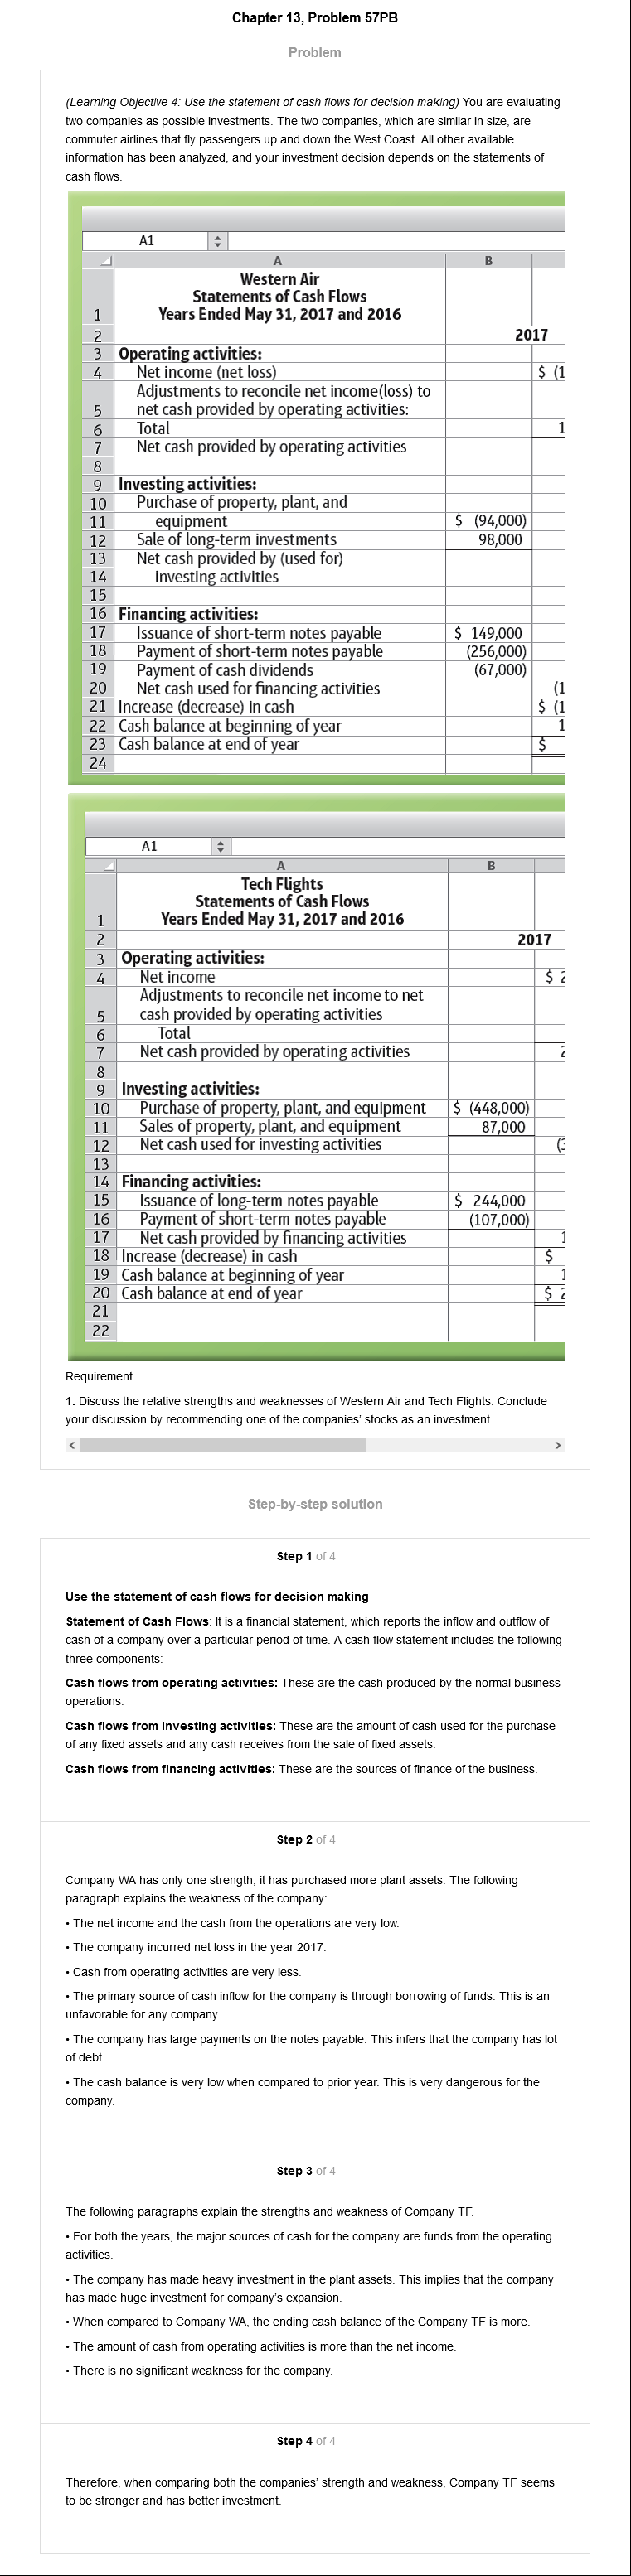 Chapter 13, Problem 57PB
Problem
(Learning Objective 4: Use the statement of cash flows for decision making) You are evaluating
two companies as possible investments. The two companies, which are similar in size, are
commuter airlines that fly passengers up and down the West Coast. All other available
information has been analyzed, and your investment decision depends on the statements of
cash flows.
A1
A B
Western Air
Statements of Cash Flows
1 Years Ended May 31, 2017 and 2016
2 2017
3 Operating activities:
4 Net income (net loss) $ (1
Adjustments to reconcile net income(loss) to
5 net cash provided by operating activities:
6 Total 1
7 Net cash provided by operating activities
8
9 Investing activities:
10 Purchase of property, plant, and
11 equipment $ (94,000)
12 Sale of long-term investments 98,000
13 Net cash provided by (used for)
14 investing activities
15
16 Financing activities:
17 Issuance of short-term notes payable $ 149,000
18 Payment of short-term notes payable (256,000)
19 Payment of cash dividends (67,000)
20 Net cash used for financing activities (1
21 Increase (decrease) in cash $ (1
22 Cash balance at beginning of year 1
23 Cash balance at end of year $
24
A1
A B
Tech Flights
Statements of Cash Flows
1 Years Ended May 31, 2017 and 2016
2 2017
3 Operating activities:
4 Net income $ 2
Adjustments to reconcile net income to net
5 cash provided by operating activities
6 Total
7 Net cash provided by operating activities 2
8
9 Investing activities:
10 Purchase of property, plant, and equipment $ (448,000)
11 Sales of property, plant, and equipment 87,000
12 Net cash used for investing activities (3
13
14 Financing activities:
15 Issuance of long-term notes payable $ 244,000
16 Payment of short-term notes payable (107,000)
17 Net cash provided by financing activities 1
18 Increase (decrease) in cash $
19 Cash balance at beginning of year 1
20 Cash balance at end of year $ 2
21
22
Requirement
1. Discuss the relative strengths and weaknesses of Western Air and Tech Flights. Conclude
your discussion by recommending one of the companies' stocks as an investment.
Step-by-step solution
Step 1 of 4
Use the statement of cash flows for decision making
Statement of Cash Flows: It is a financial statement, which reports the inflow and outflow of
cash of a company over a particular period of time. A cash flow statement includes the following
three components:
Cash flows from operating activities: These are the cash produced by the normal business
operations.
Cash flows from investing activities: These are the amount of cash used for the purchase
of any fixed assets and any cash receives from the sale of fixed assets.
Cash flows from financing activities: These are the sources of finance of the business.
Step 2 of 4
Company WA has only one strength; it has purchased more plant assets. The following
paragraph explains the weakness of the company:
• The net income and the cash from the operations are very low.
• The company incurred net loss in the year 2017.
• Cash from operating activities are very less.
• The primary source of cash inflow for the company is through borrowing of funds. This is an
unfavorable for any company.
• The company has large payments on the notes payable. This infers that the company has lot
of debt.
• The cash balance is very low when compared to prior year. This is very dangerous for the
company.
Step 3 of 4
The following paragraphs explain the strengths and weakness of Company TF.
• For both the years, the major sources of cash for the company are funds from the operating
activities.
• The company has made heavy investment in the plant assets. This implies that the company
has made huge investment for company's expansion.
• When compared to Company WA, the ending cash balance of the Company TF is more.
• The amount of cash from operating activities is more than the net income.
• There is no significant weakness for the company.
Step 4 of 4
Therefore, when comparing both the companies' strength and weakness, Company TF seems
to be stronger and has better investment.